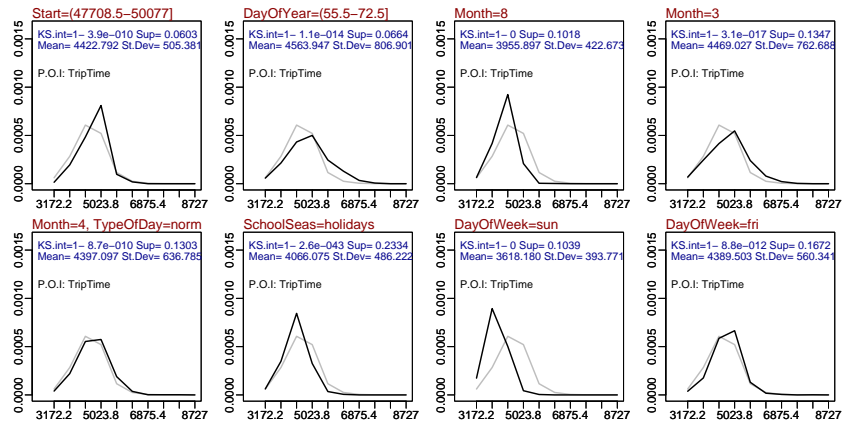 Start=(47708.5-50077]
KS.int=1- 3.9e-010 Sup= 0.0603
Mean= 4422.792 St.Dev= 505.381
P.O.I: TripTime
0.0000 0.0005 0.0010 0.0015
3172.2 5023.8 6875.4 8727
DayOfYear=(55.5-72.5]
KS.int=1- 1.1e-014 Sup= 0.0664
Mean= 4563.947 St.Dev= 806.901
P.O.I: TripTime
0.0000 0.0005 0.0010 0.0015
3172.2 5023.8 6875.4 8727
Month=8
KS.int=1- 0 Sup= 0.1018
Mean= 3955.897 St.Dev= 422.673
P.O.I: TripTime
0.0000 0.0005 0.0010 0.0015
3172.2 5023.8 6875.4 8727
Month=3
KS.int=1- 3.1e-017 Sup= 0.1347
Mean= 4469.027 St.Dev= 762.688
P.O.I: TripTime
0.0000 0.0005 0.0010 0.0015
3172.2 5023.8 6875.4 8727
Month=4, TypeOfDay=norm
KS.int=1- 8.7e-010 Sup= 0.1303
Mean= 4397.097 St.Dev= 636.785
P.O.I: TripTime
0.0000 0.0005 0.0010 0.0015
3172.2 5023.8 6875.4 8727
SchoolSeas=holidays
KS.int=1- 2.6e-043 Sup= 0.2334
Mean= 4066.075 St.Dev= 486.222
P.O.I: TripTime
0.0000 0.0005 0.0010 0.0015
3172.2 5023.8 6875.4 8727
DayOfWeek=sun
KS.int=1- 0 Sup= 0.1039
Mean= 3618.180 St.Dev= 393.771
P.O.I: TripTime
0.0000 0.0005 0.0010 0.0015
3172.2 5023.8 6875.4 8727
DayOfWeek=fri
KS.int=1- 8.8e-012 Sup= 0.1672
Mean= 4389.503 St.Dev= 560.341
P.O.I: TripTime
0.0000 0.0005 0.0010 0.0015
3172.2 5023.8 6875.4 8727